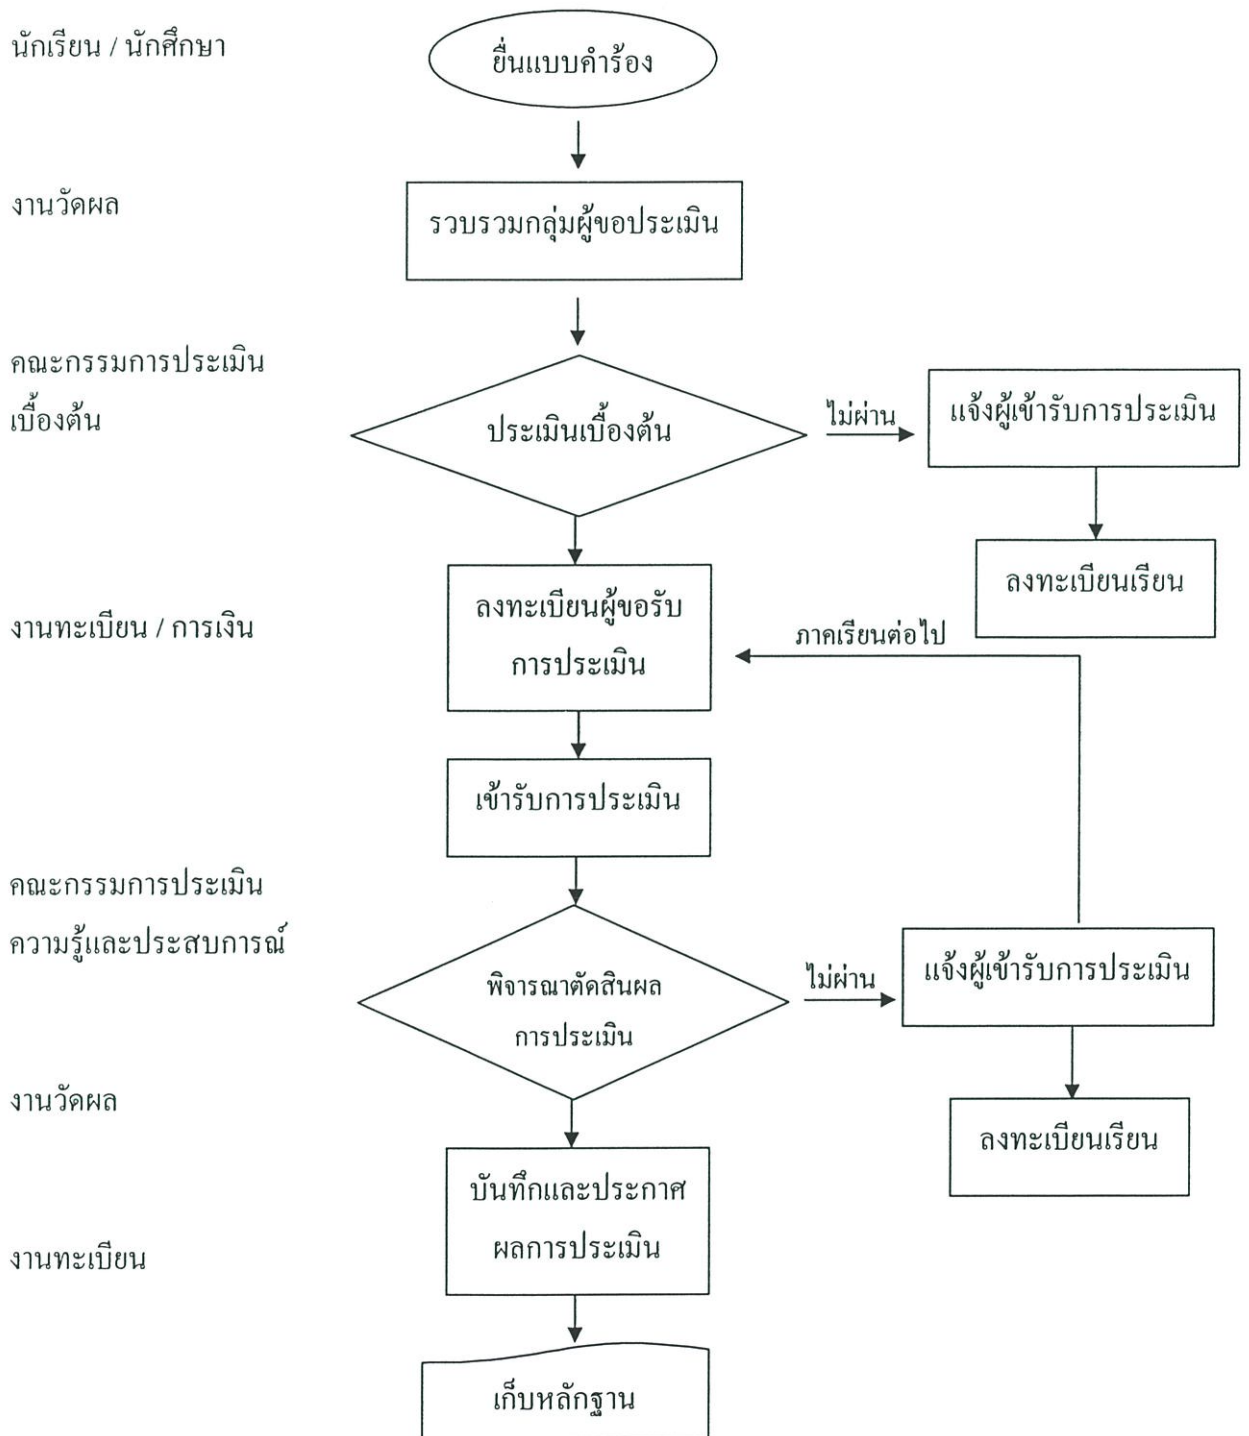 นักเรียน / นักศึกษา
ยื่นแบบคำร้อง
งานวัดผล
รวบรวมกลุ่มผู้ขอประเมิน
คณะกรรมการประเมิน
เบื้องต้น
ประเมินเบื้องต้น
ไม่ผ่าน
แจ้งผู้เข้ารับการประเมิน
ลงทะเบียนเรียน
งานทะเบียน / การเงิน
ลงทะเบียนผู้ขอรับ
การประเมิน
ภาคเรียนต่อไป
เข้ารับการประเมิน
คณะกรรมการประเมิน
ความรู้และประสบการณ์
พิจารณาตัดสินผล
การประเมิน
ไม่ผ่าน
แจ้งผู้เข้ารับการประเมิน
ลงทะเบียนเรียน
งานวัดผล
บันทึกและประกาศ
ผลการประเมิน
งานทะเบียน
เก็บหลักฐาน